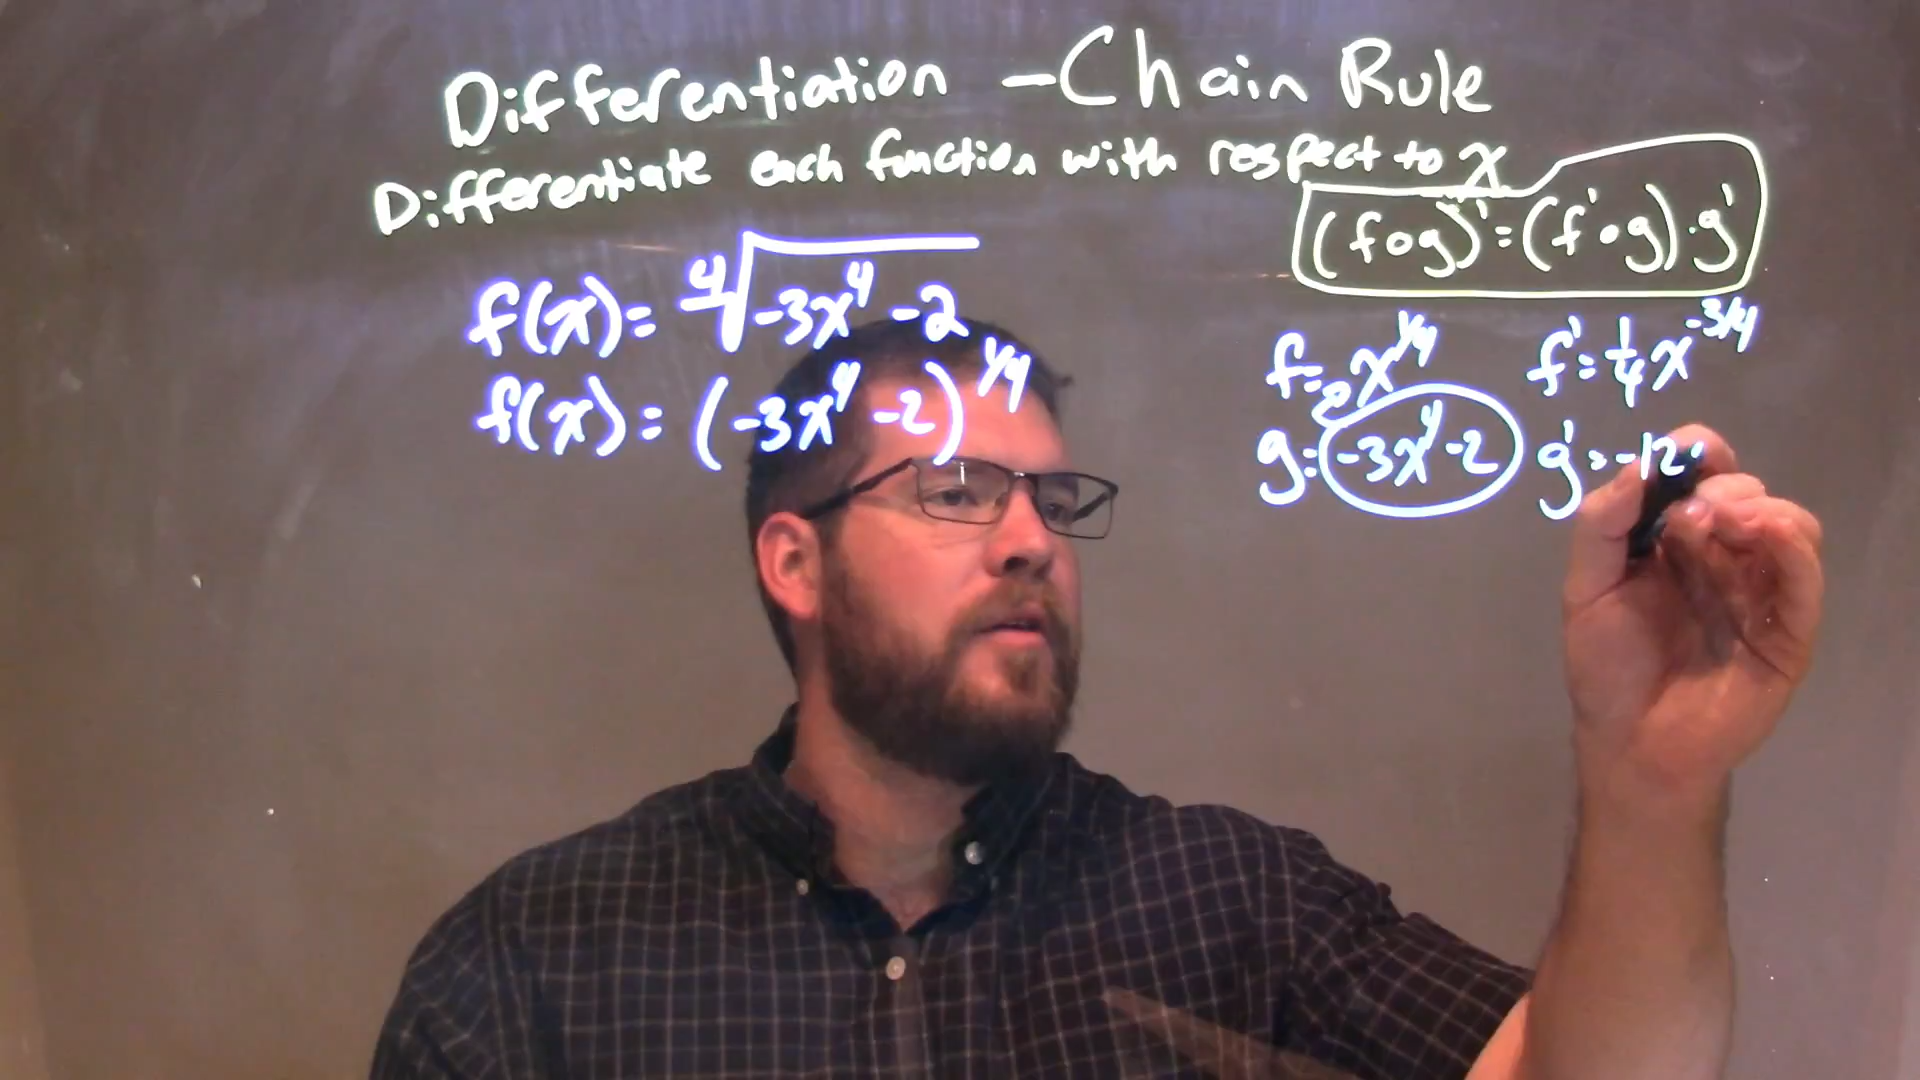 Differentiation - Chain Rule
Differentiate each function with respect to x
(f∘g)' = (f'∘g)·g'
f(x) = ∜(-3x⁴ - 2)
f(x) = (-3x⁴ - 2)^1/4
f = x^1/4 f' = 1/4 x^-3/4
g = -3x⁴ - 2 g' = -12